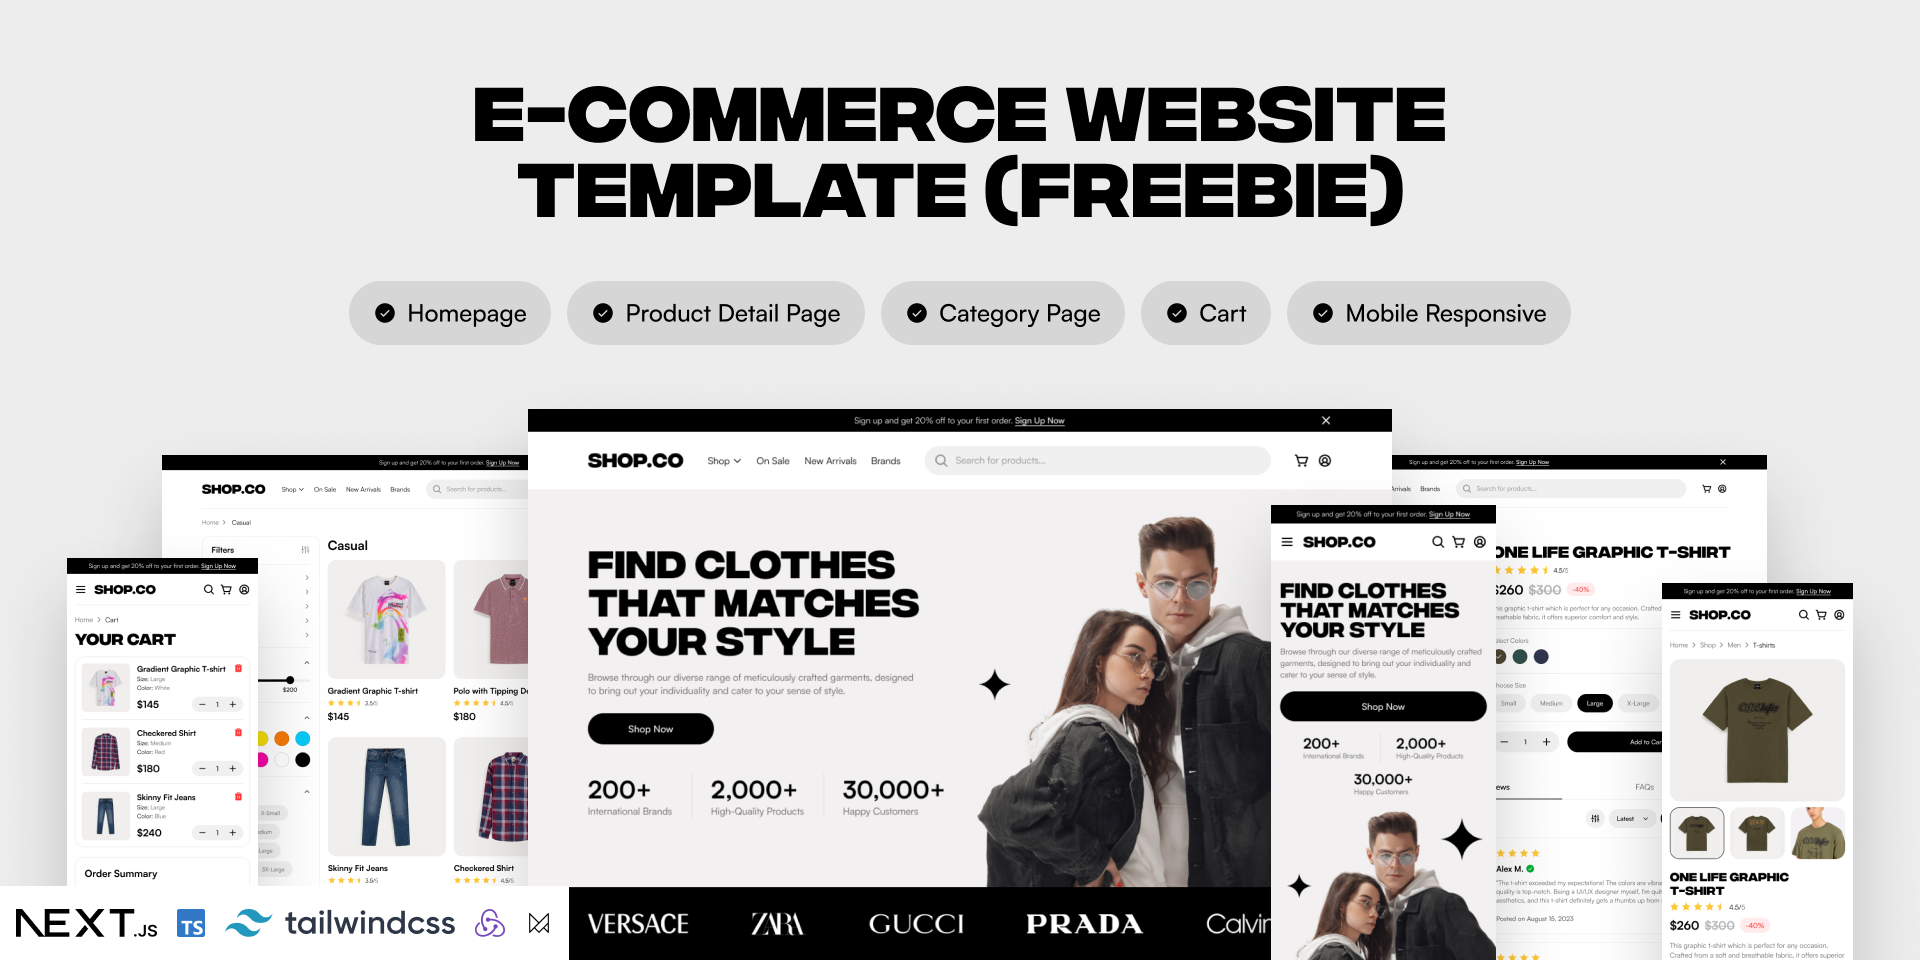 E-COMMERCE WEBSITE
TEMPLATE (FREEBIE)
Homepage
Product Detail Page
Category Page
Cart
Mobile Responsive
Sign up and get 20% off to your first order. Sign Up Now
SHOP.CO
Shop
On Sale
New Arrivals
Brands
Search for products...
FIND CLOTHES
THAT MATCHES
YOUR STYLE
Browse through our diverse range of meticulously crafted garments, designed
to bring out your individuality and cater to your sense of style.
Shop Now
200+
International Brands
2,000+
High-Quality Products
30,000+
Happy Customers
VERSACE
ZARA
GUCCI
PRADA
Calvin
Sign up and get 20% off to your first order. Sign Up Now
SHOP.CO
Shop
On Sale
New Arrivals
Brands
Search for products...
Home
Casual
Filters
$200
X-Small
Large
3X-Large
Casual
Gradient Graphic T-shirt
3.5/5
$145
Polo with Tipping De
4.5/5
$180
Skinny Fit Jeans
3.5/5
Checkered Shirt
4.5/5
Sign up and get 20% off to your first order. Sign Up Now
SHOP.CO
Home
Cart
YOUR CART
Gradient Graphic T-shirt
Size: Large
Color: White
$145
1
Checkered Shirt
Size: Medium
Color: Red
$180
1
Skinny Fit Jeans
Size: Large
Color: Blue
$240
1
Order Summary
Sign up and get 20% off to your first order. Sign Up Now
SHOP.CO
FIND CLOTHES
THAT MATCHES
YOUR STYLE
Browse through our diverse range of meticulously crafted
garments, designed to bring out your individuality and
cater to your sense of style.
Shop Now
200+
International Brands
2,000+
High-Quality Products
30,000+
Happy Customers
Sign up and get 20% off to your first order. Sign Up Now
Arrivals
Brands
Search for products...
ONE LIFE GRAPHIC T-SHIRT
4.5/5
$260
$300
-40%
This graphic t-shirt which is perfect for any occasion. Crafted
breathable fabric, it offers superior comfort and style.
Select Colors
Choose Size
Small
Medium
Large
X-Large
1
Add to Car
FAQs
Latest
Alex M.
"The t-shirt exceeded my expectations! The colors are vibra
quality is top-notch. Being a UI/UX designer myself, I'm qui
aesthetics, and this t-shirt definitely gets a thumbs up from
Posted on August 15, 2023
Sign up and get 20% off to your first order. Sign Up Now
SHOP.CO
Home
Shop
Men
T-shirts
ONE LIFE GRAPHIC
T-SHIRT
4.5/5
$260
$300
-40%
This graphic t-shirt which is perfect for any occasion.
Crafted from a soft and breathable fabric, it offers superior
NEXT.JS
TS
tailwindcss